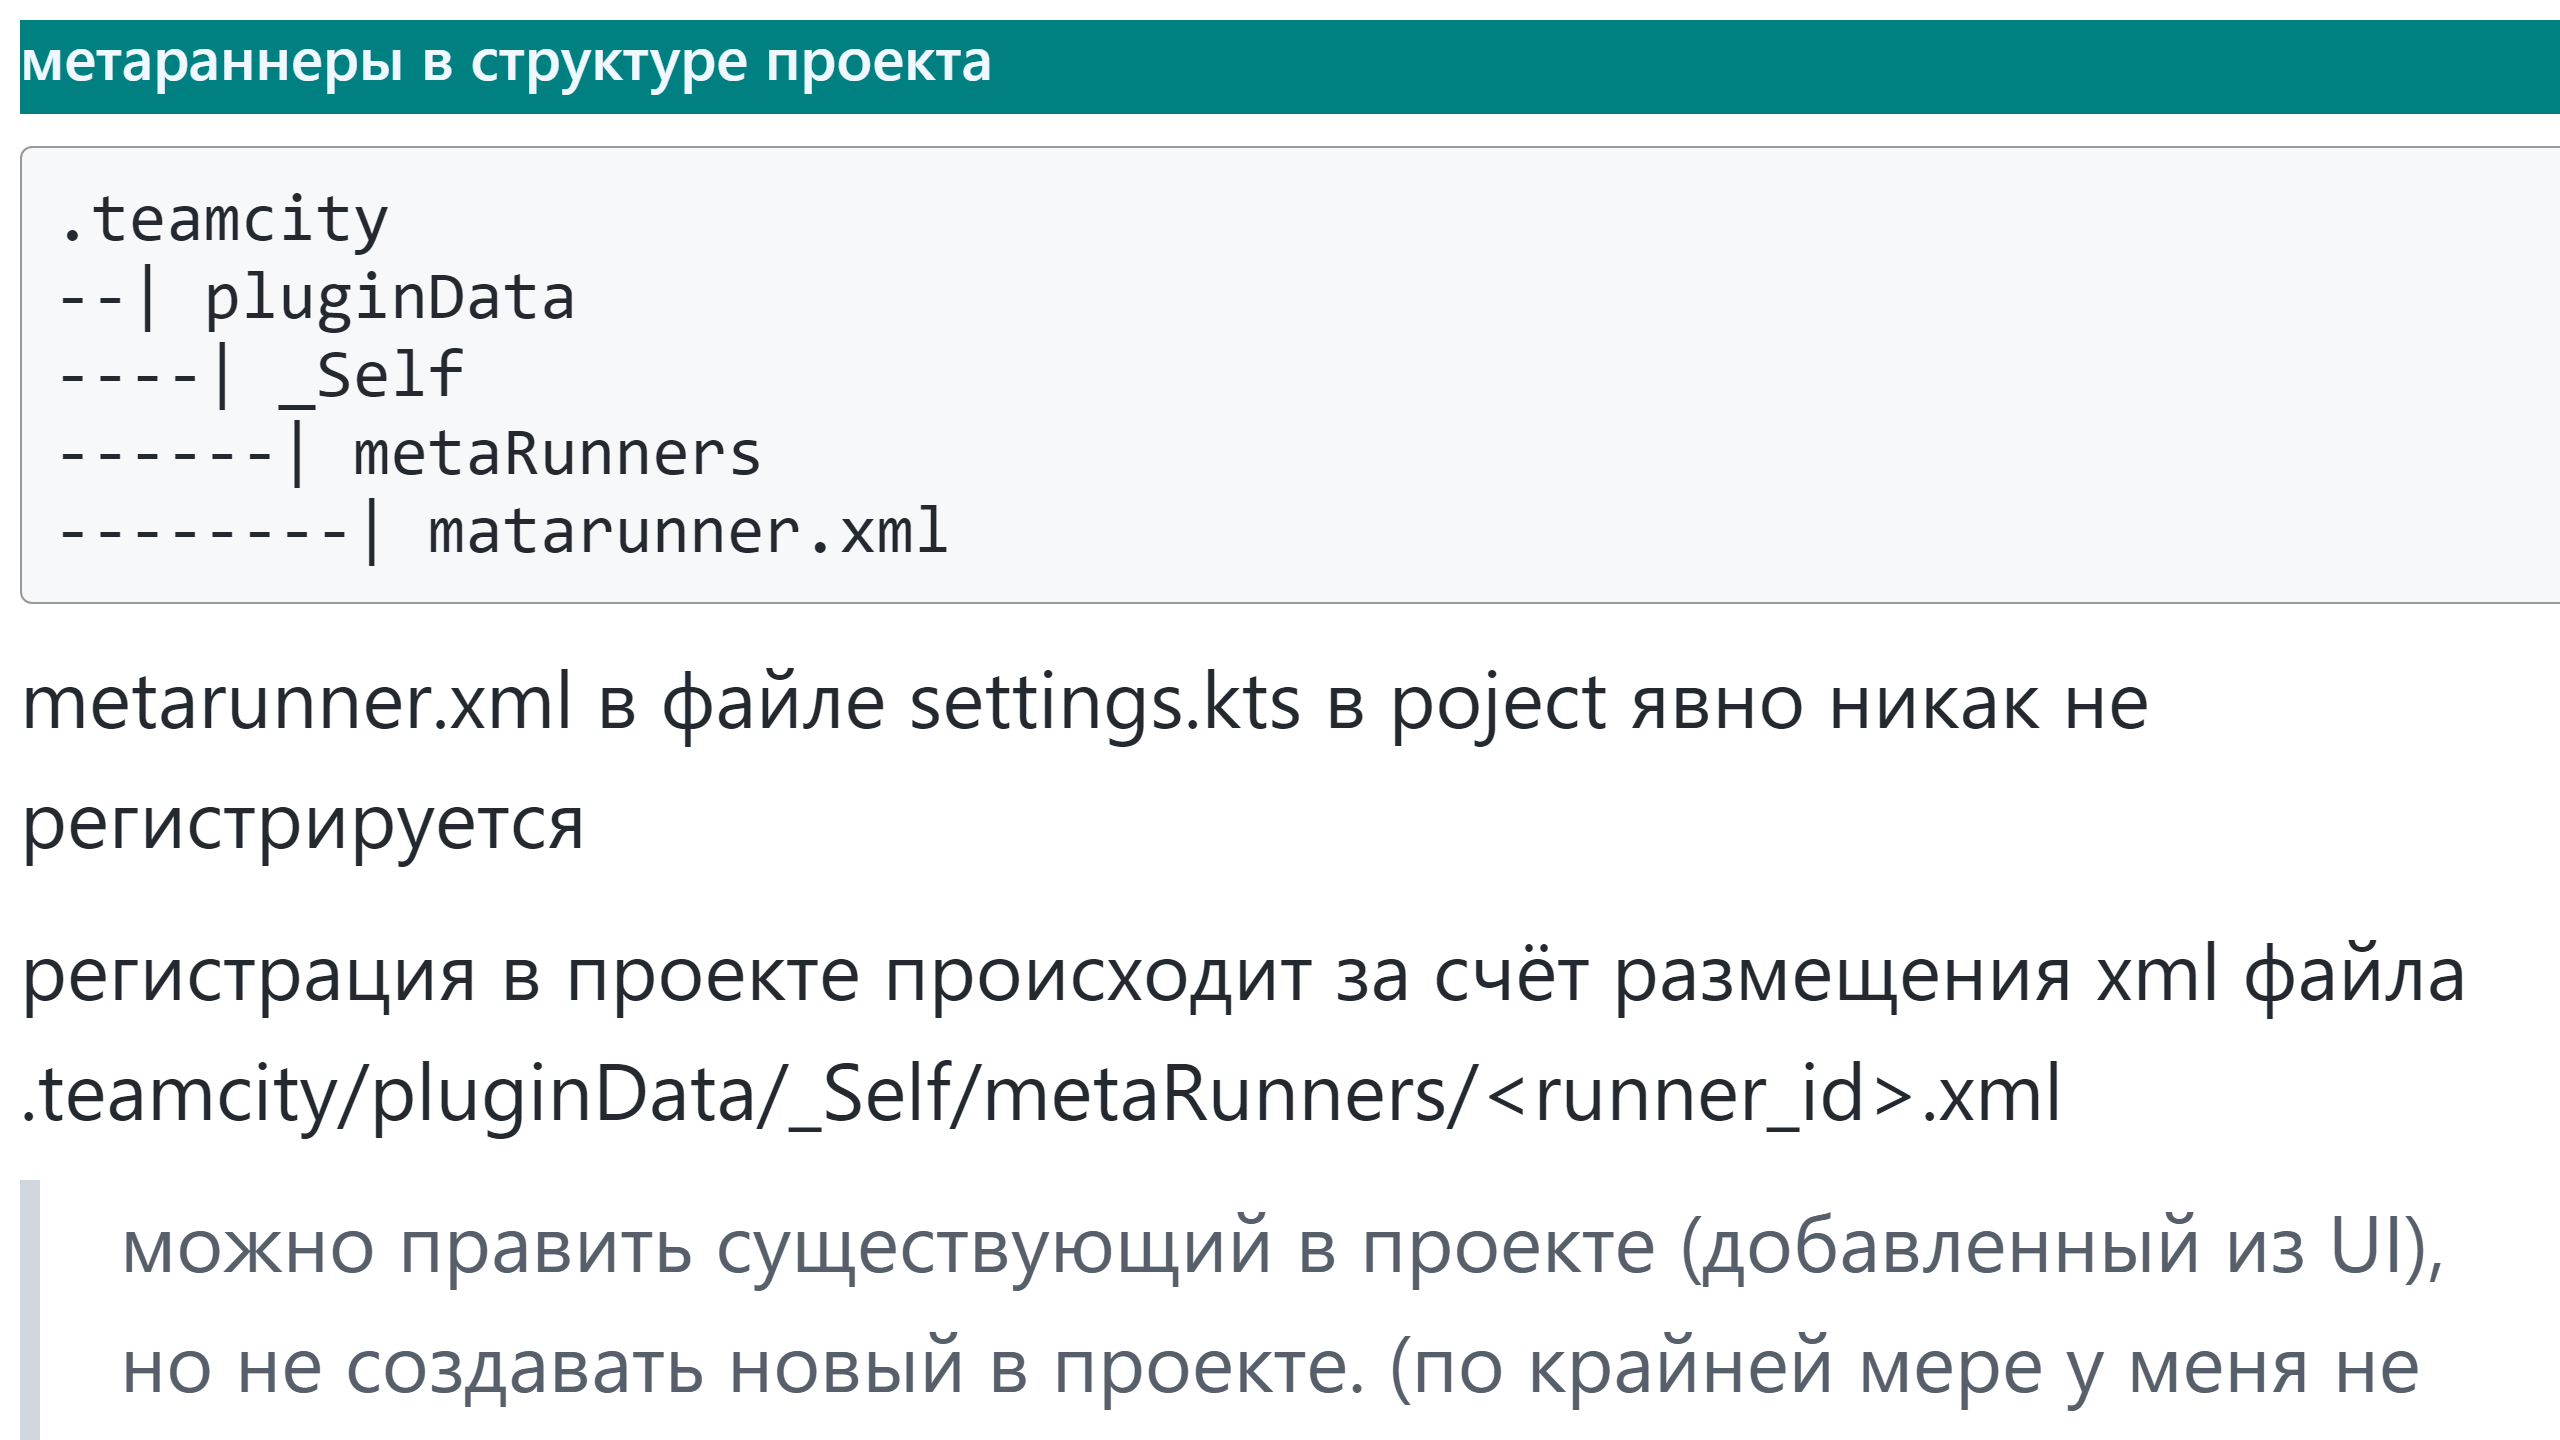 метараннеры в структуре проекта
.teamcity
--| pluginData
----| _Self
------| metaRunners
--------| matarunner.xml
metarunner.xml в файле settings.kts в poject явно никак не
регистрируется
регистрация в проекте происходит за счёт размещения xml файла
.teamcity/pluginData/_Self/metaRunners/<runner_id>.xml
можно править существующий в проекте (добавленный из UI),
но не создавать новый в проекте. (по крайней мере у меня не